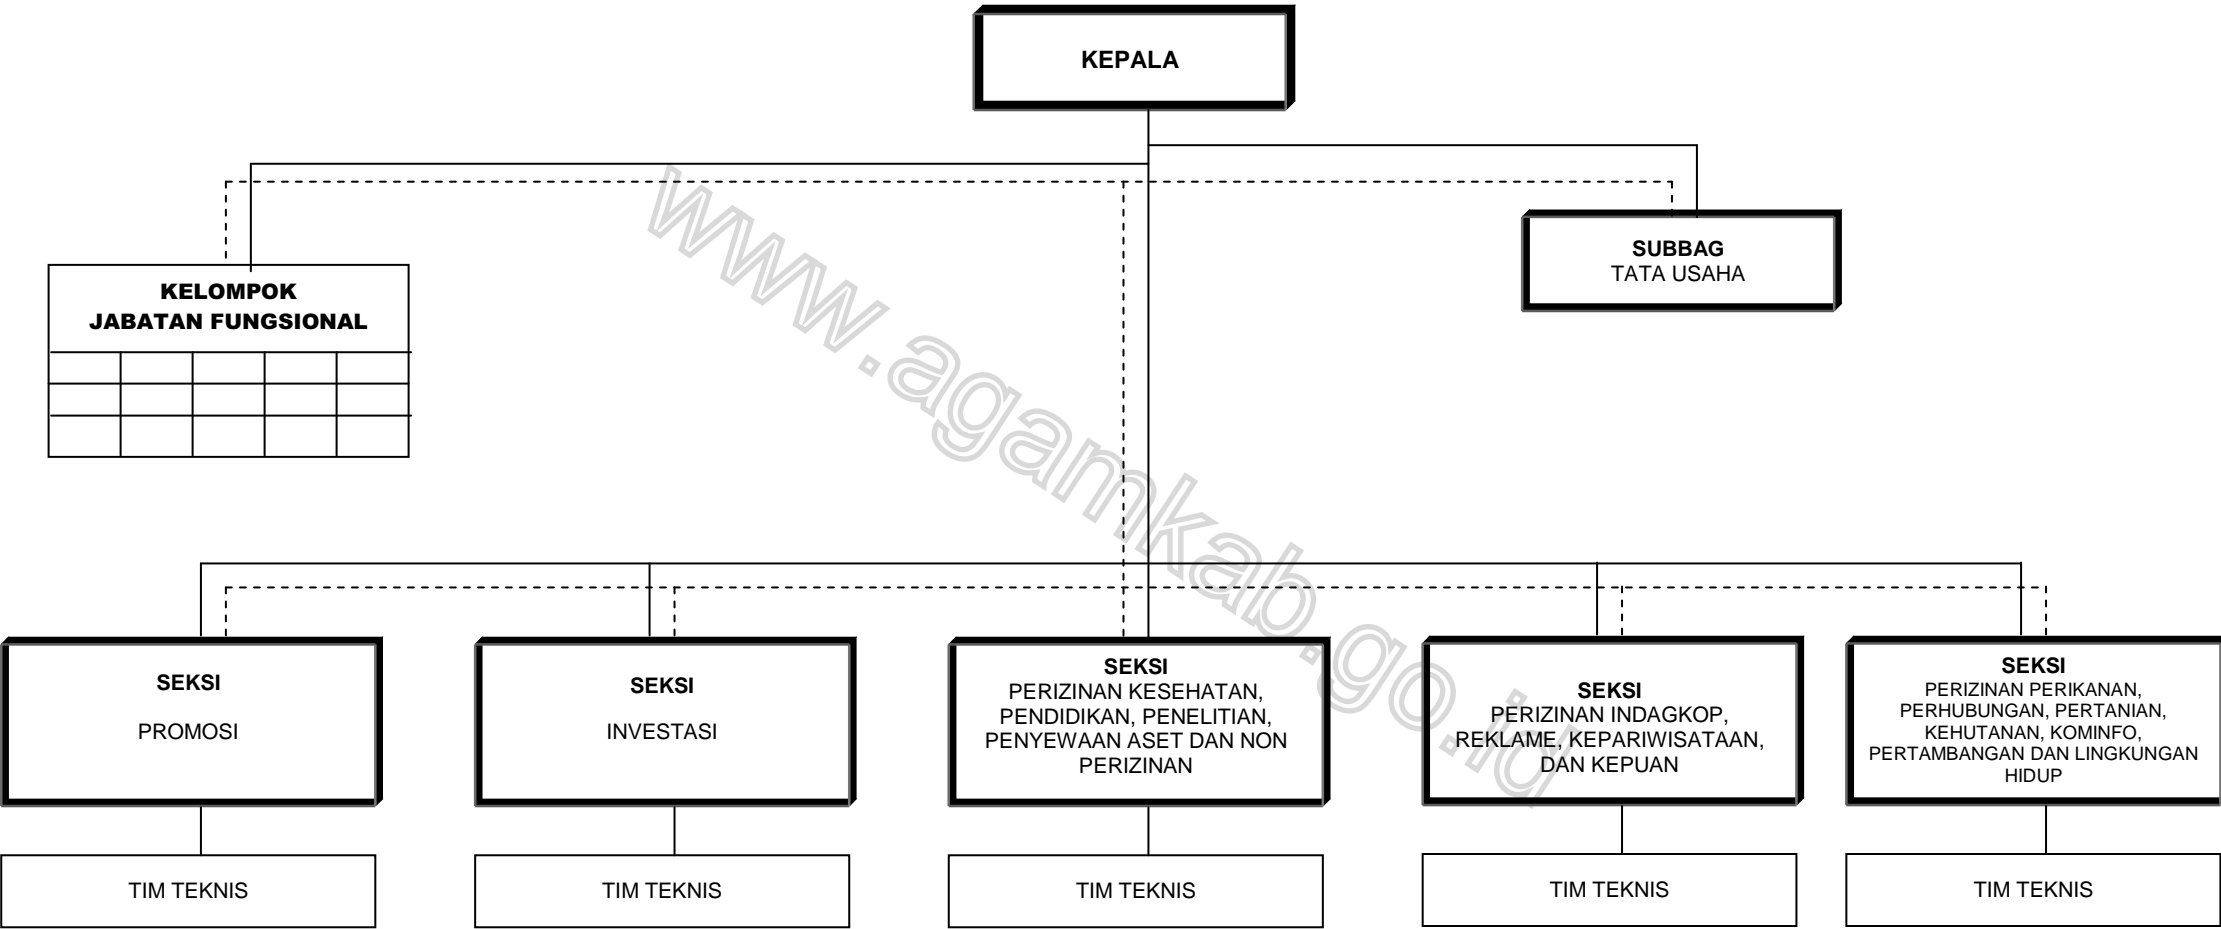 KEPALA
SUBBAG
TATA USAHA
KELOMPOK
JABATAN FUNGSIONAL
www.agamkab.go.id
SEKSI
PROMOSI
SEKSI
INVESTASI
SEKSI
PERIZINAN KESEHATAN,
PENDIDIKAN, PENELITIAN,
PENYEWAAN ASET DAN NON
PERIZINAN
SEKSI
PERIZINAN INDAGKOP,
REKLAME, KEPARIWISATAAN,
DAN KEPUAN
SEKSI
PERIZINAN PERIKANAN,
PERHUBUNGAN, PERTANIAN,
KEHUTANAN, KOMINFO,
PERTAMBANGAN DAN LINGKUNGAN
HIDUP
TIM TEKNIS
TIM TEKNIS
TIM TEKNIS
TIM TEKNIS
TIM TEKNIS